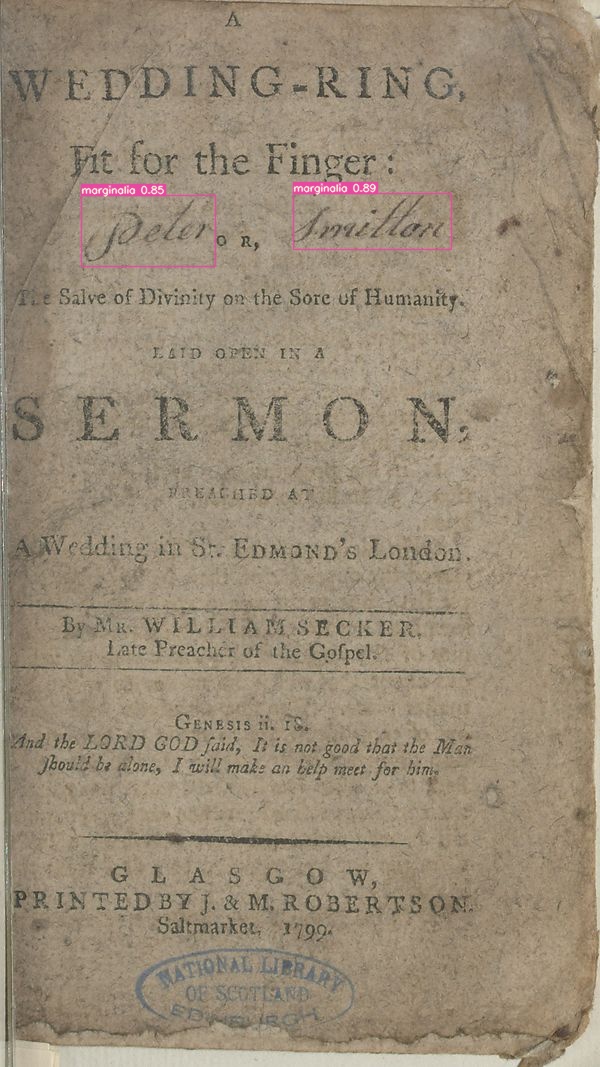 A
WEDDING-RING,
Fit for the Finger:
marginalia 0.85
marginalia 0.89
Peter OR, Smitton
The Salve of Divinity on the Sore of Humanity.
LAID OPEN IN A
SERMON,
PREACHED AT
A Wedding in St. EDMOND'S London.
By MR. WILLIAM SECKER,
Late Preacher of the Goſpel.
GENESIS ii. 18.
And the LORD GOD ſaid, It is not good that the Man
ſhould be alone, I will make an help meet for him.
GLASGOW,
PRINTED BY J. & M. ROBERTSON.
Saltmarket, 1799.
NATIONAL LIBRARY
OF SCOTLAND
EDINBURGH